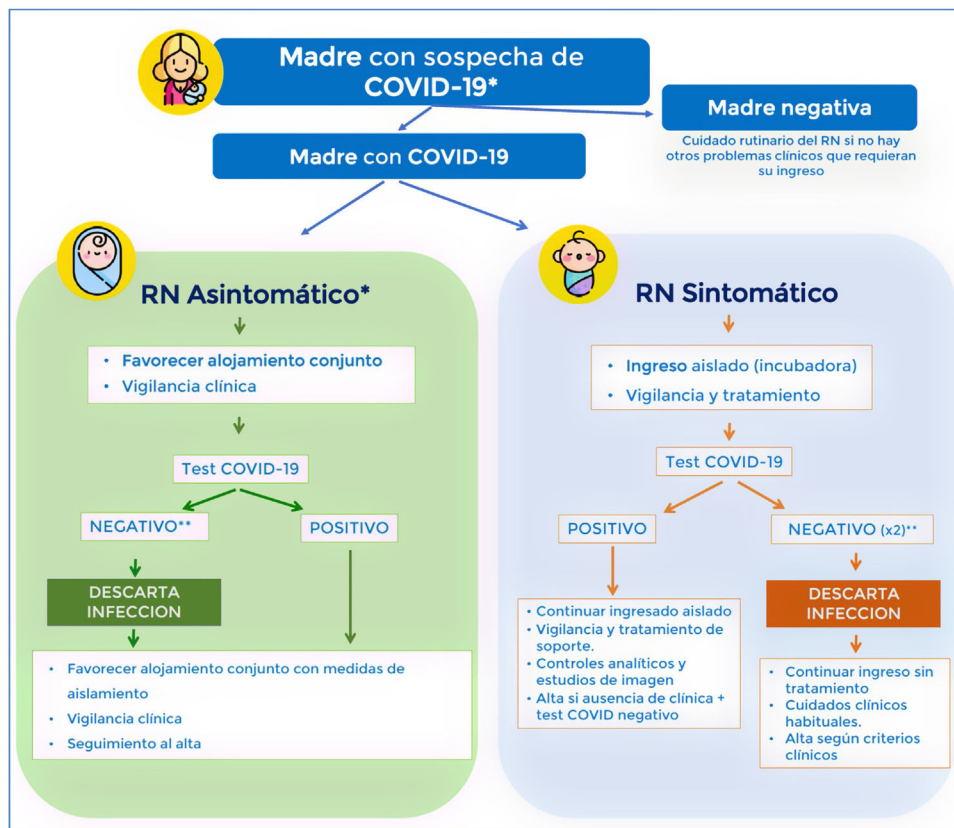 Madre con sospecha de
COVID-19*
Madre negativa
Cuidado rutinario del RN si no hay
otros problemas clínicos que requieran
su ingreso
Madre con COVID-19
RN Asintomático*
• Favorecer alojamiento conjunto
• Vigilancia clínica
Test COVID-19
NEGATIVO**
POSITIVO
DESCARTA
INFECCION
• Favorecer alojamiento conjunto con medidas de
aislamiento
• Vigilancia clínica
• Seguimiento al alta
RN Sintomático
• Ingreso aislado (incubadora)
• Vigilancia y tratamiento
Test COVID-19
POSITIVO
NEGATIVO (x2)**
• Continuar ingresado aislado
• Vigilancia y tratamiento de
soporte.
• Controles analíticos y
estudios de imagen
• Alta si ausencia de clínica +
test COVID negativo
DESCARTA
INFECCION
• Continuar ingreso sin
tratamiento
• Cuidados clínicos
habituales.
• Alta según criterios
clínicos